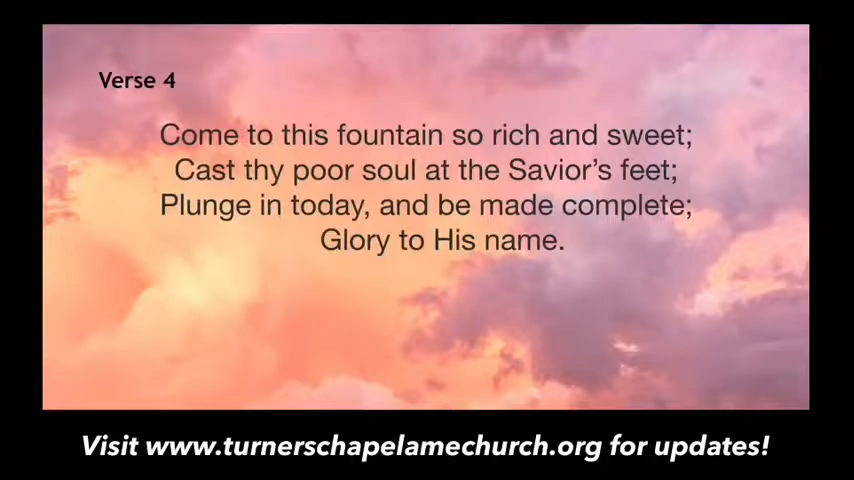 Verse 4
Come to this fountain so rich and sweet;
Cast thy poor soul at the Savior’s feet;
Plunge in today, and be made complete;
Glory to His name.
Visit www.turnerschapelamechurch.org for updates!